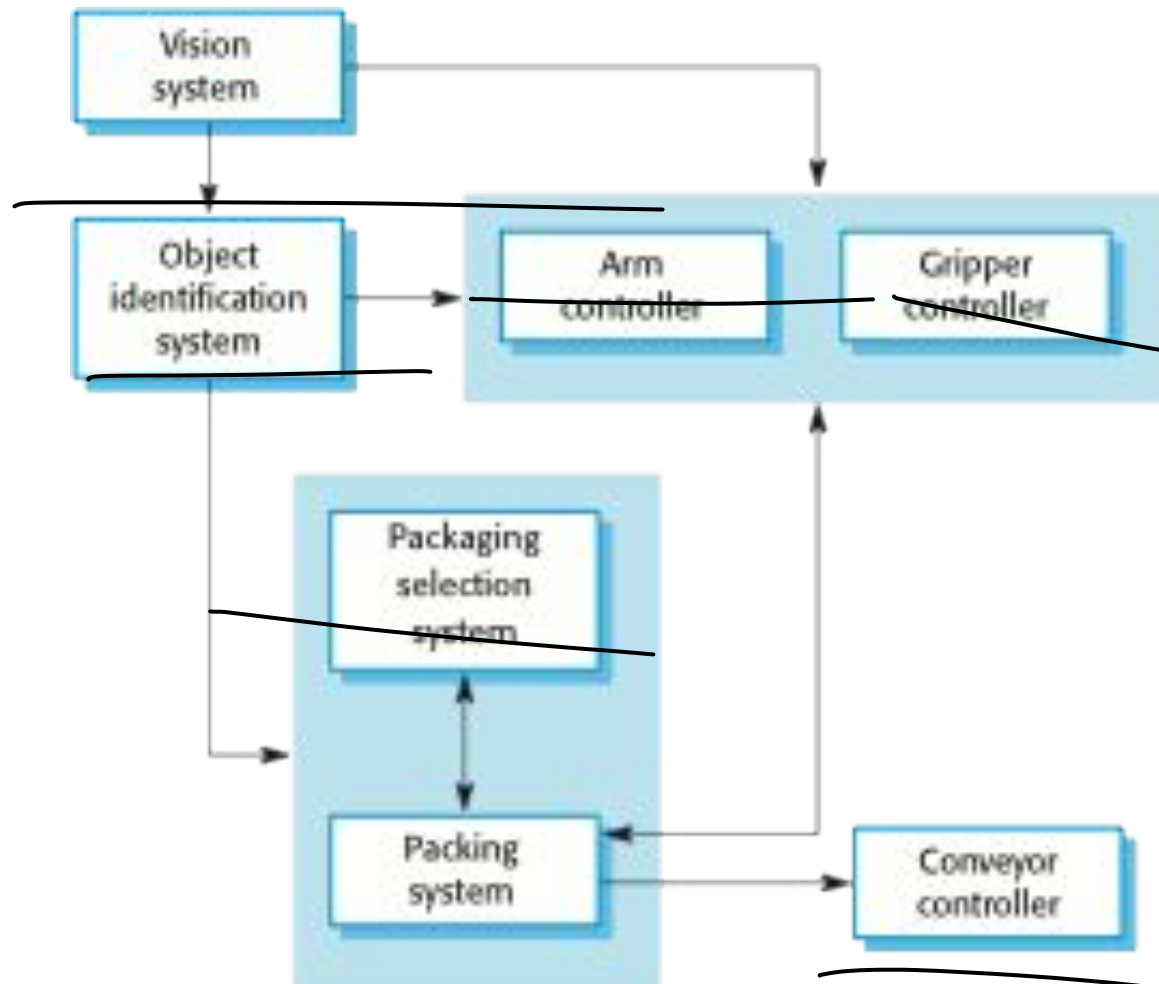 Vision
system
Object
identification
system
Arm
controller
Gripper
controller
Packaging
selection
system
Packing
system
Conveyor
controller